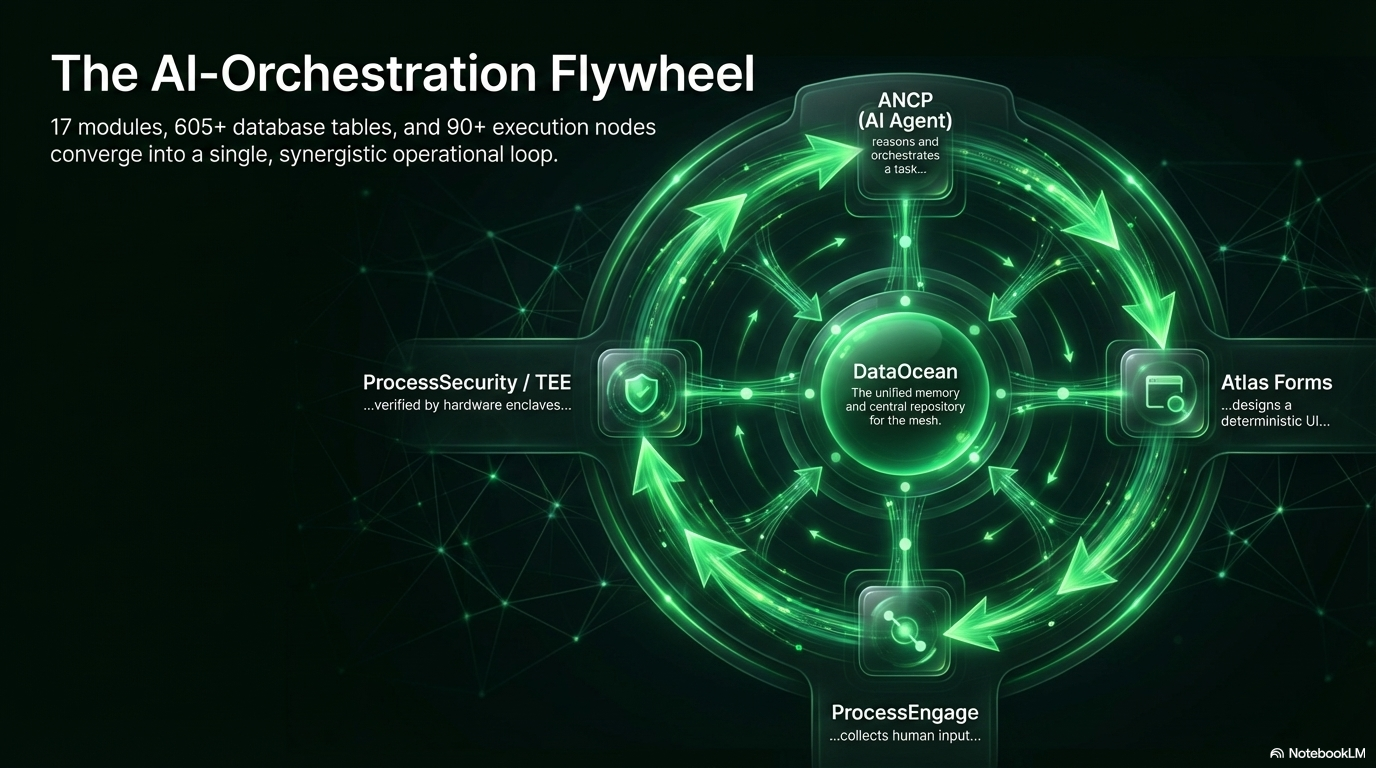 The AI-Orchestration Flywheel
17 modules, 605+ database tables, and 90+ execution nodes
converge into a single, synergistic operational loop.
ANCP
(AI Agent)
reasons and
orchestrates
a task...
ProcessSecurity / TEE
...verified by hardware enclaves...
DataOcean
The unified memory
and central repository
for the mesh.
Atlas Forms
...designs a
deterministic UI...
ProcessEngage
...collects human input...
NotebookLM